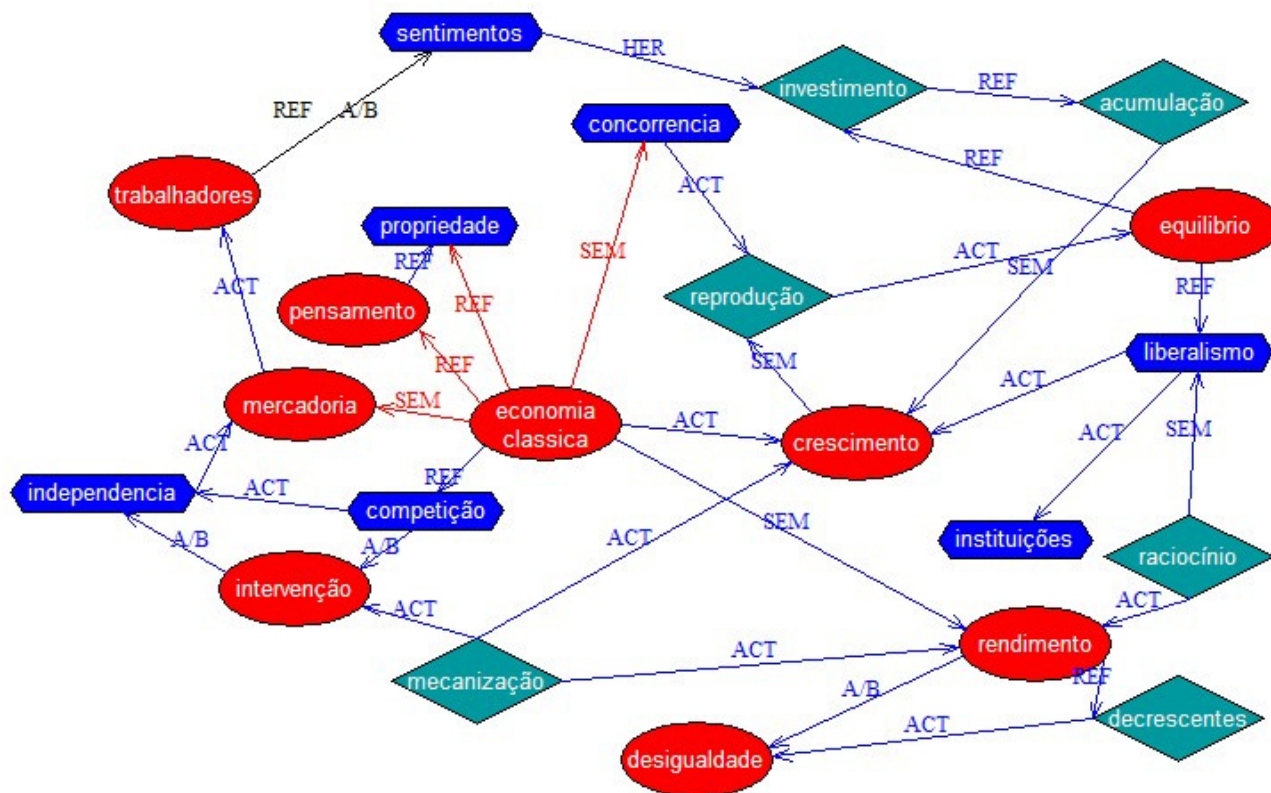 sentimentos
HER
investimento
REF
acumulação
REF
A/B
concorrencia
REF
ACT
trabalhadores
propriedade
equilibrio
SEM
ACT
SEM
REF
ACT
REF
reprodução
REF
pensamento
REF
SEM
liberalismo
ACT
SEM
mercadoria
economia
classica
ACT
crescimento
ACT
SEM
ACT
REF
independencia
ACT
competição
SEM
instituições
A/B
A/B
ACT
raciocínio
intervenção
ACT
ACT
rendimento
ACT
REF
mecanização
A/B
decrescentes
ACT
desigualdade